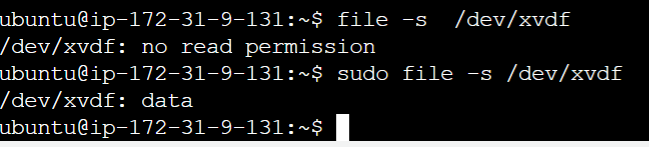 ubuntu@ip-172-31-9-131:~$ file -s  /dev/xvdf
/dev/xvdf: no read permission
ubuntu@ip-172-31-9-131:~$ sudo file -s /dev/xvdf
/dev/xvdf: data
ubuntu@ip-172-31-9-131:~$